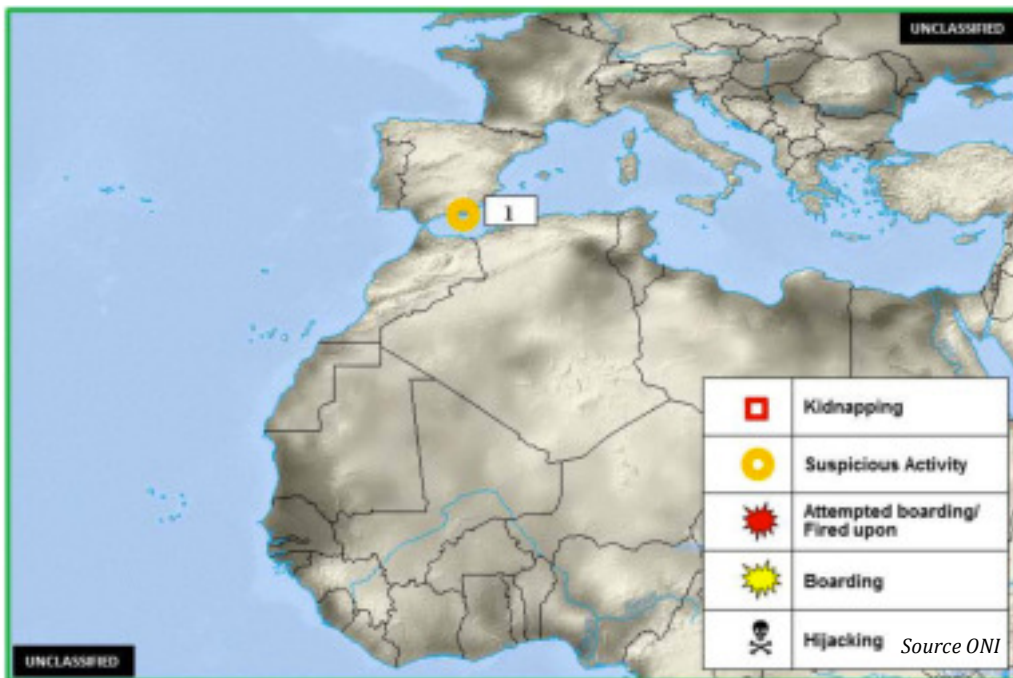 UNCLASSIFIED
1
Kidnapping
Suspicious Activity
Attempted boarding/
Fired upon
Boarding
Hijacking
Source ONI
UNCLASSIFIED